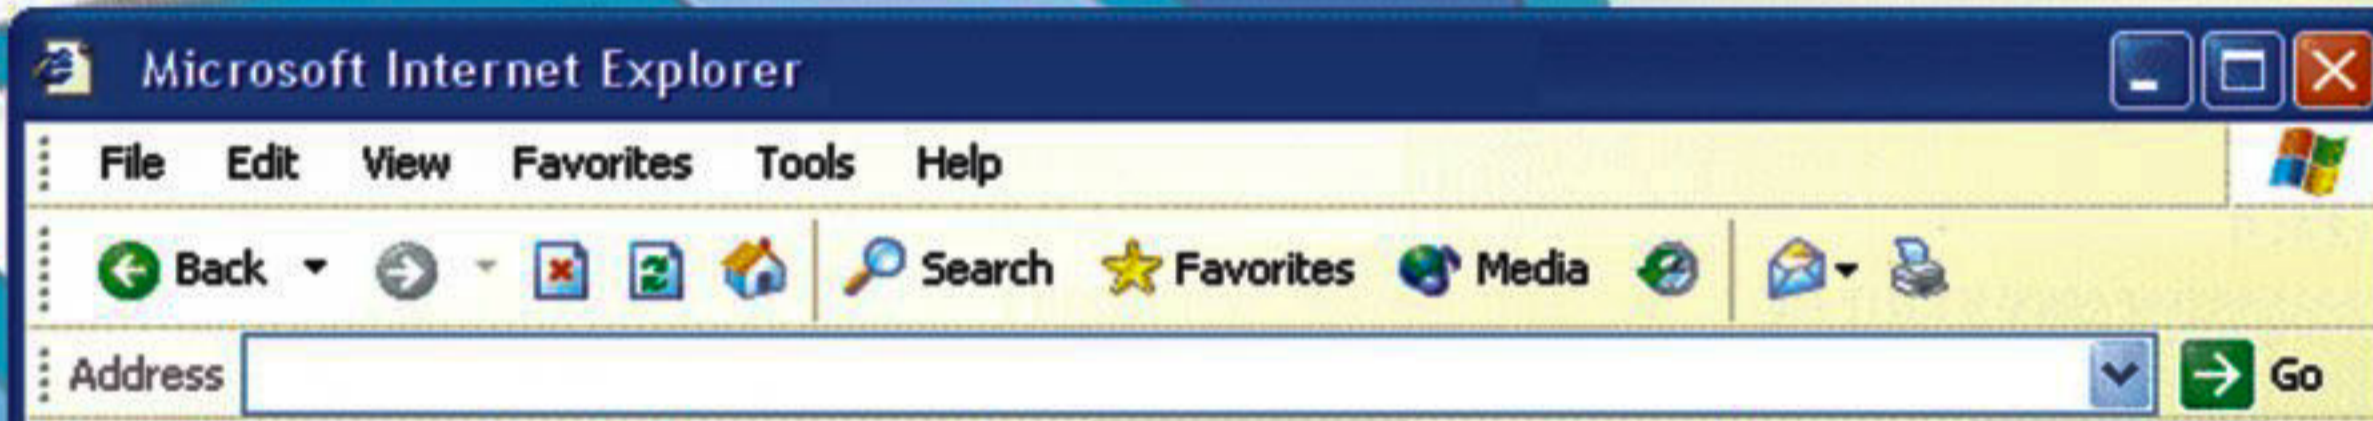 Microsoft Internet Explorer
File Edit View Favorites Tools Help
Back Search Favorites Media
Address Go